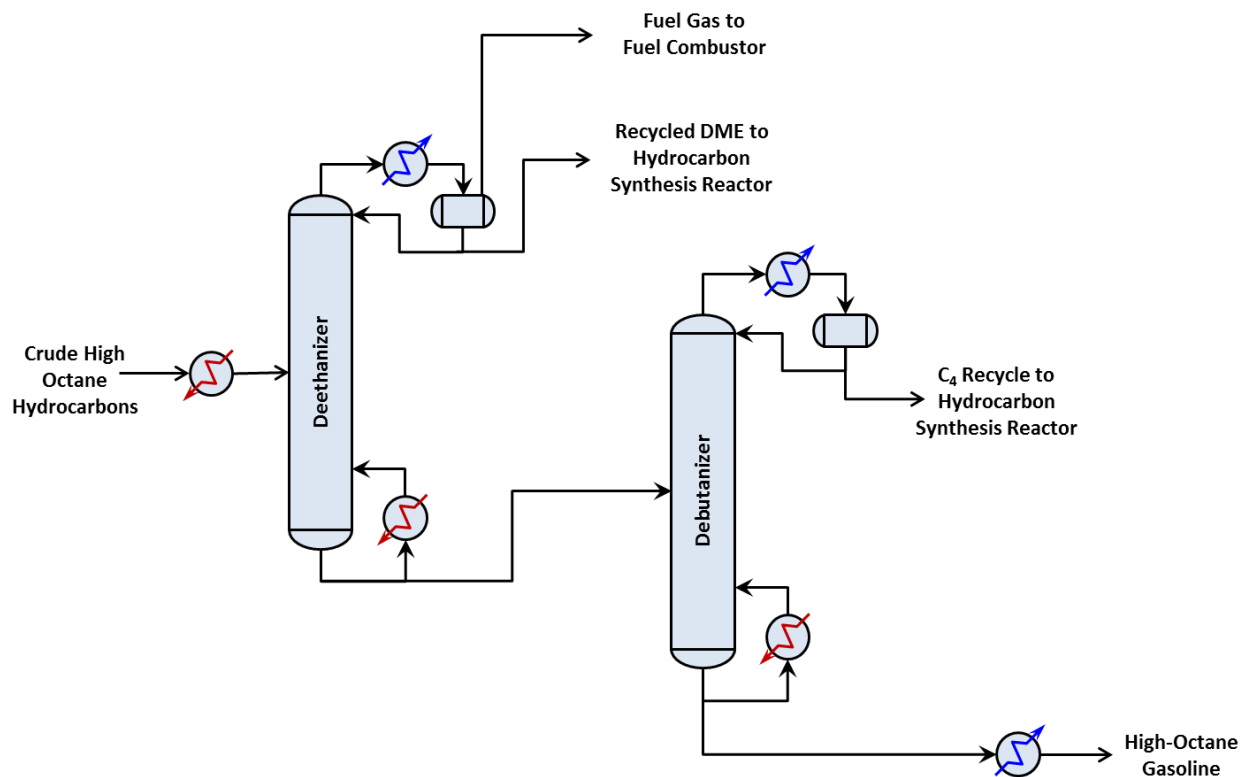 Fuel Gas to
Fuel Combustor
Recycled DME to
Hydrocarbon
Synthesis Reactor
Crude High
Octane
Hydrocarbons
Deethanizer
Debutanizer
C₄ Recycle to
Hydrocarbon
Synthesis Reactor
High-Octane
Gasoline